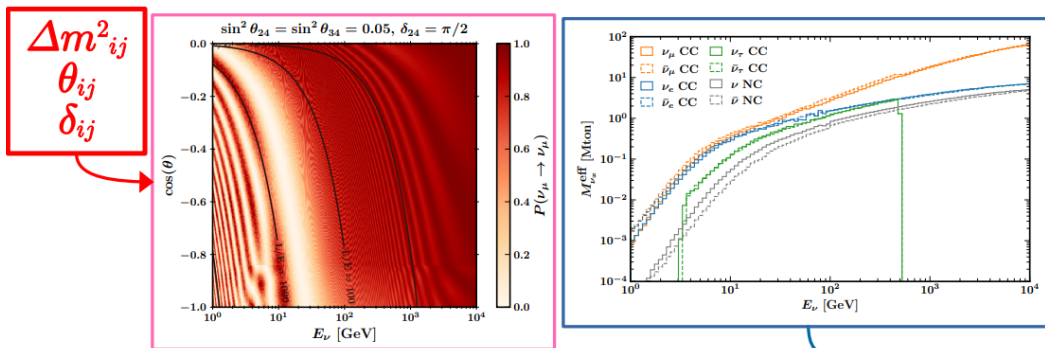 Δm²ij
θij
δij
sin² θ24 = sin² θ34 = 0.05, δ24 = π/2
0.0
-0.2
-0.4
-0.6
-0.8
-1.0
cos(θ)
10⁰
10¹
10²
10³
10⁴
Eν [GeV]
1.0
0.8
0.6
0.4
0.2
0.0
P(νμ → νμ)
νμ CC
ν̄μ CC
νe CC
ν̄e CC
ντ CC
ν̄τ CC
ν NC
ν̄ NC
10²
10¹
10⁰
10⁻¹
10⁻²
10⁻³
10⁻⁴
[Mton]
10⁰
10¹
10²
10³
10⁴
Eν [GeV]